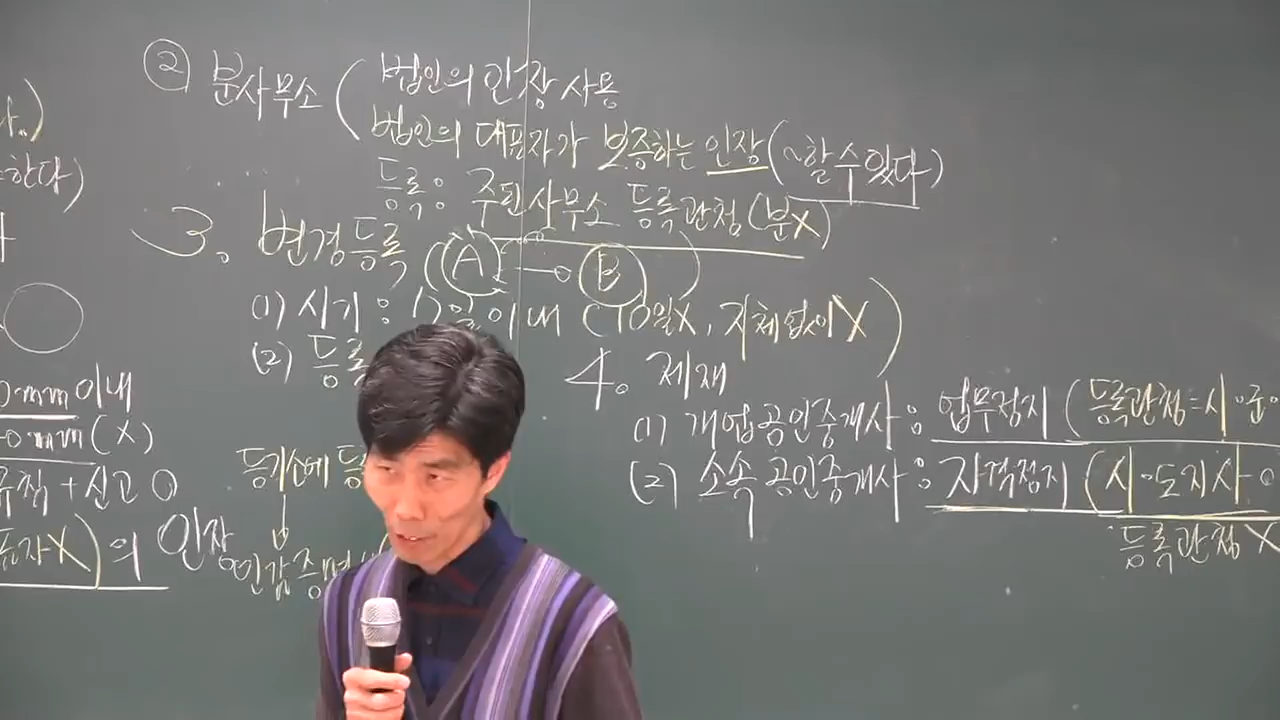 ② 분사무소 ( 법인의 인장 사용
법인의 대표자가 보증하는 인장 (~할 수 있다)
등록: 주된사무소 등록관청 (분X)
3. 변경등록 ( Ⓐ → Ⓑ )
(1) 시기 : 7일 이내 (10일X, 지체없이X)
(2) 등록
등기소에
인감증명
4. 제재
(1) 개업공인중개사 : 업무정지 (등록관청=시·군·
(2) 소속공인중개사 : 자격정지 (시·도지사 ○
등록관청 X
=한다)
mm 이내
mm (X)
+신고 ○
자X) 의 인장